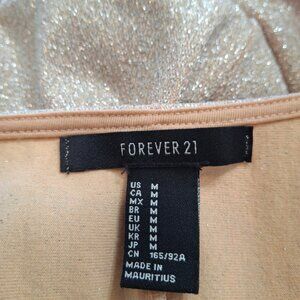 FOREVER 21
US M
CA M
MX M
BR M
EU M
UK M
KR M
JP M
CN 165/92A
MADE IN
MAURITIUS